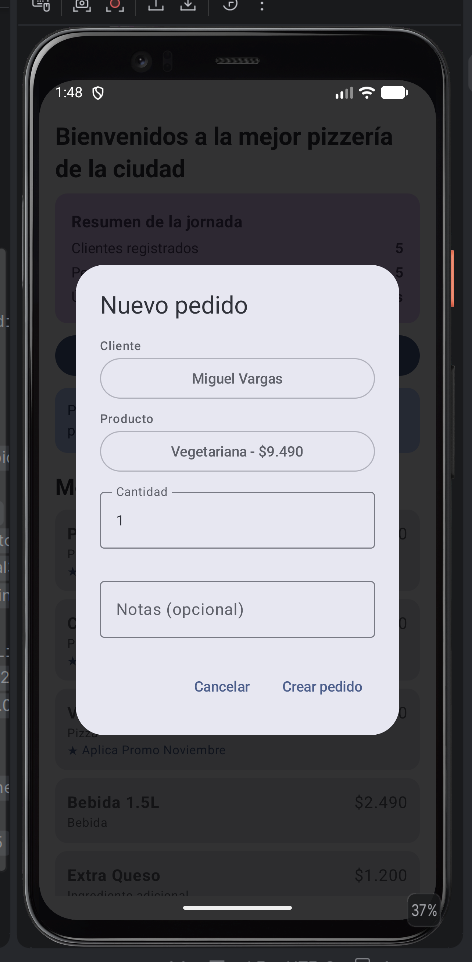 1:48
Bienvenidos a la mejor pizzería
de la ciudad
Resumen de la jornada
Clientes registrados 5
5
Nuevo pedido
Cliente
Miguel Vargas
Producto
Vegetariana - $9.490
Cantidad
1
Notas (opcional)
Cancelar Crear pedido
★ Aplica Promo Noviembre
Bebida 1.5L $2.490
Bebida
Extra Queso $1.200
Ingrediente adicional
37%